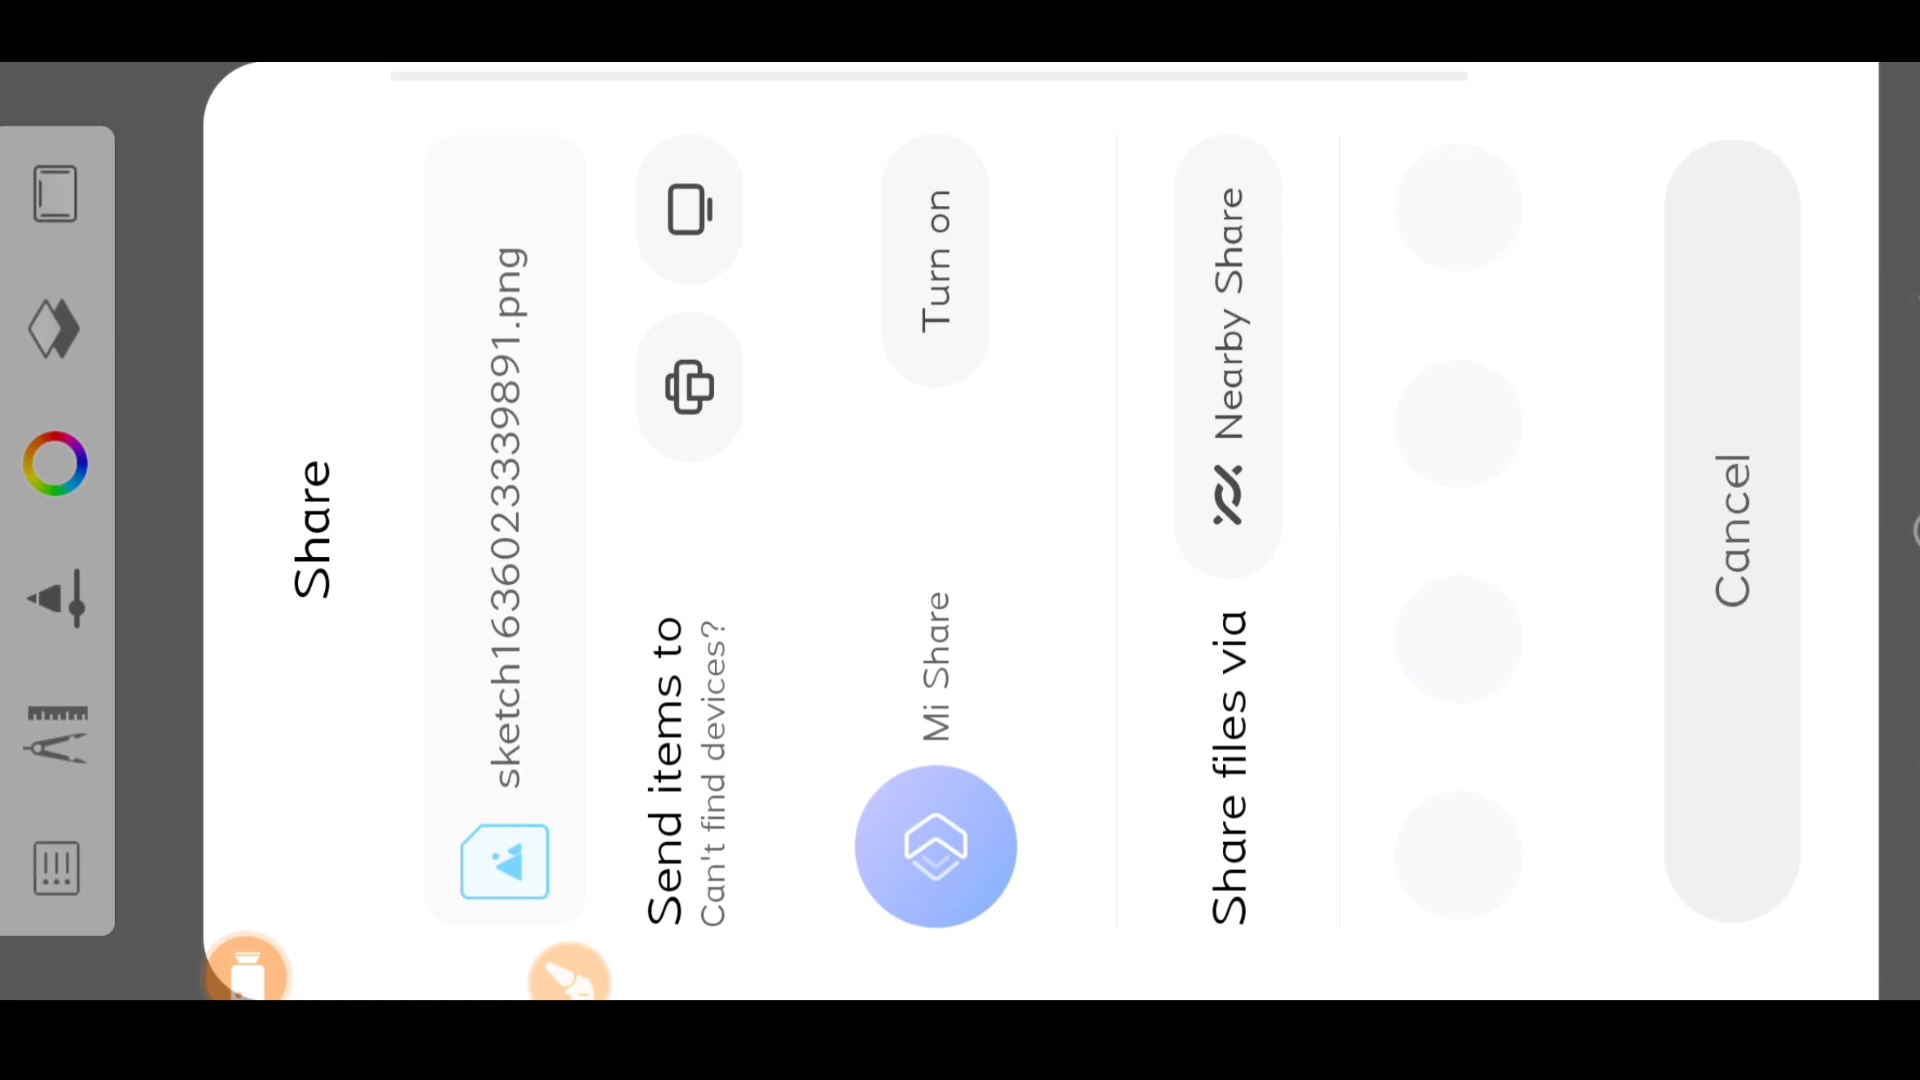 Share
sketch1636023339891.png
Send items to
Can't find devices?
Mi Share
Turn on
Share files via
Nearby Share
Cancel